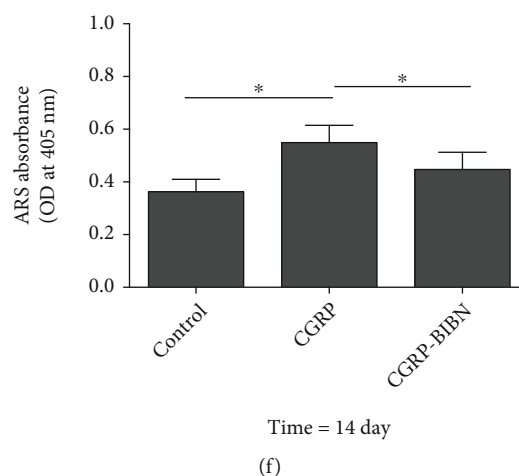 ARS absorbance
(OD at 405 nm)
1.0
0.8
0.6
0.4
0.2
0.0
*
*
Control
CGRP
CGRP-BIBN
Time = 14 day
(f)